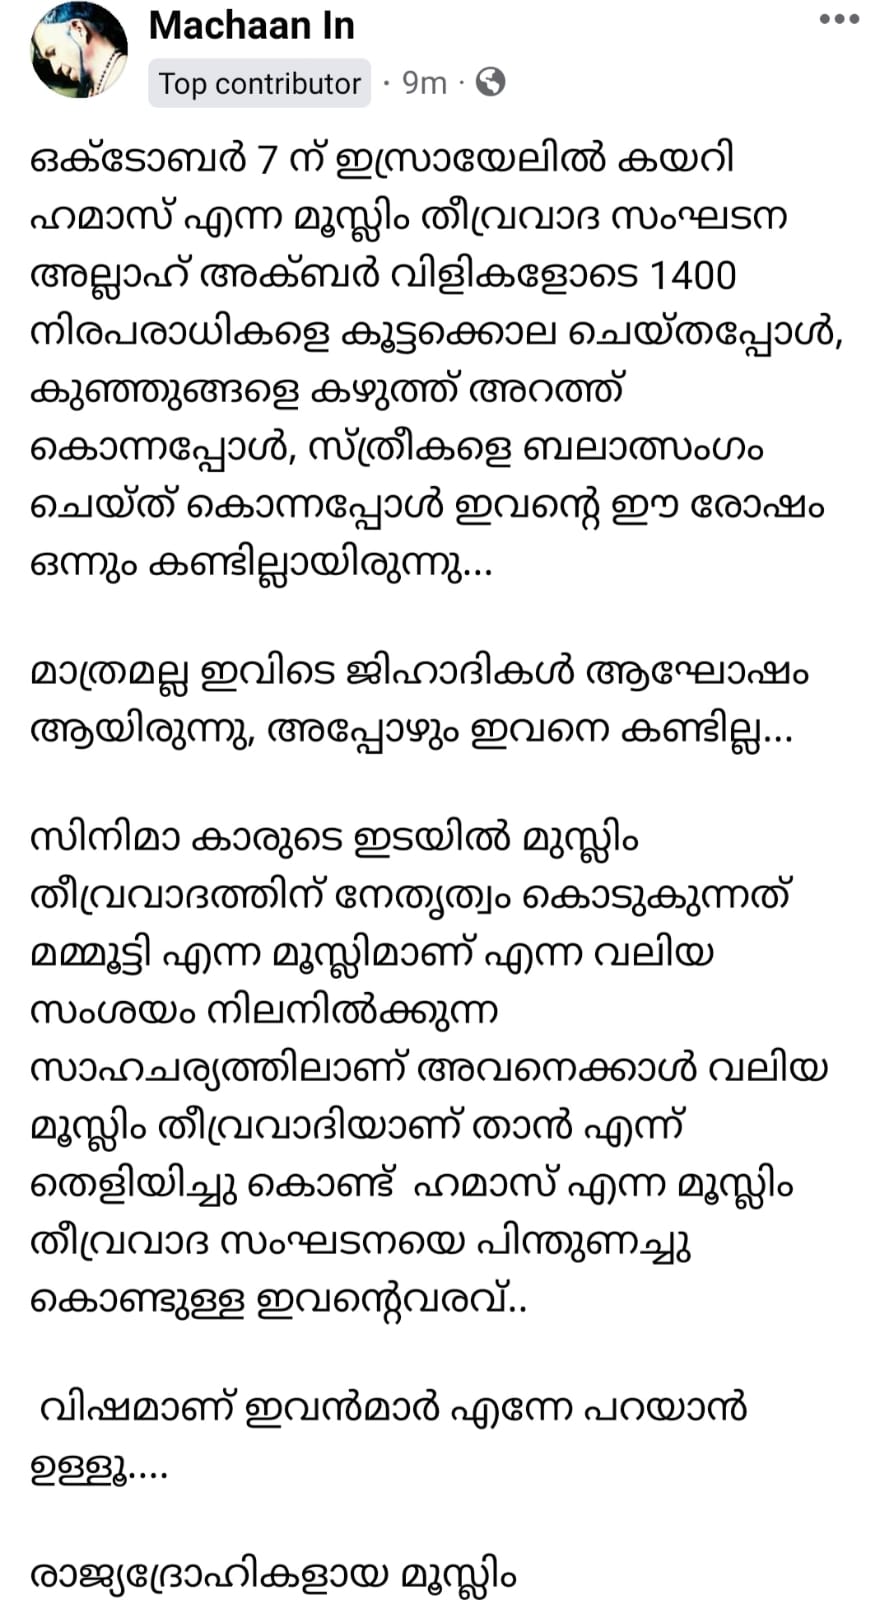 Machaan In
Top contributor · 9m ·
ഒക്ടോബർ 7 ന് ഇസ്രായേലിൽ കയറി
ഹമാസ് എന്ന മൂസ്ലിം തീവ്രവാദ സംഘടന
അല്ലാഹ് അക്ബർ വിളികളോടെ 1400
നിരപരാധികളെ കൂട്ടക്കൊല ചെയ്തപ്പോൾ,
കുഞ്ഞുങ്ങളെ കഴുത്ത് അറത്ത്
കൊന്നപ്പോൾ, സ്ത്രീകളെ ബലാത്സംഗം
ചെയ്ത് കൊന്നപ്പോൾ ഇവന്റെ ഈ രോഷം
ഒന്നും കണ്ടില്ലായിരുന്നു...
മാത്രമല്ല ഇവിടെ ജിഹാദികൾ ആഘോഷം
ആയിരുന്നു, അപ്പോഴും ഇവനെ കണ്ടില്ല...
സിനിമാ കാരുടെ ഇടയിൽ മുസ്ലിം
തീവ്രവാദത്തിന് നേതൃത്വം കൊടുകുന്നത്
മമ്മൂട്ടി എന്ന മൂസ്ലിമാണ് എന്ന വലിയ
സംശയം നിലനിൽക്കുന്ന
സാഹചര്യത്തിലാണ് അവനെക്കാൾ വലിയ
മൂസ്ലിം തീവ്രവാദിയാണ് താൻ എന്ന്
തെളിയിച്ചു കൊണ്ട്  ഹമാസ് എന്ന മൂസ്ലിം
തീവ്രവാദ സംഘടനയെ പിന്തുണച്ചു
കൊണ്ടുള്ള ഇവന്റെവരവ്..
വിഷമാണ് ഇവൻമാർ എന്നേ പറയാൻ
ഉള്ളൂ....
രാജ്യദ്രോഹികളായ മൂസ്ലിം